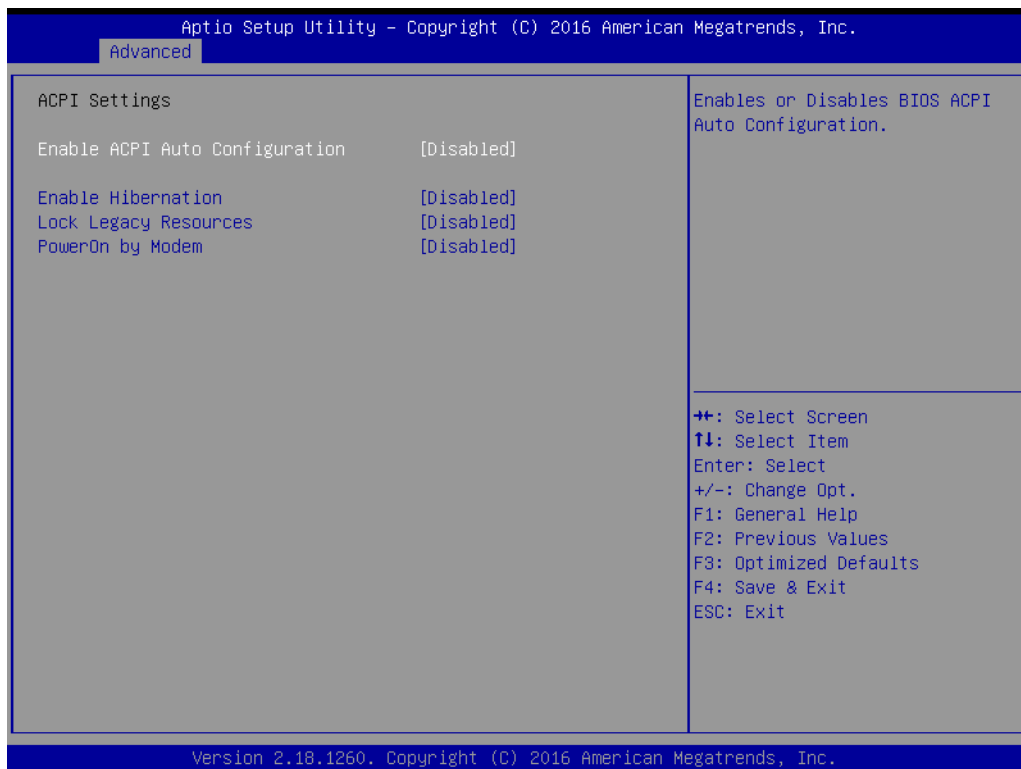 Aptio Setup Utility – Copyright (C) 2016 American Megatrends, Inc.
Advanced
ACPI Settings
Enable ACPI Auto Configuration [Disabled]
Enable Hibernation [Disabled]
Lock Legacy Resources [Disabled]
PowerOn by Modem [Disabled]
Enables or Disables BIOS ACPI
Auto Configuration.
→←: Select Screen
↑↓: Select Item
Enter: Select
+/-: Change Opt.
F1: General Help
F2: Previous Values
F3: Optimized Defaults
F4: Save & Exit
ESC: Exit
Version 2.18.1260. Copyright (C) 2016 American Megatrends, Inc.